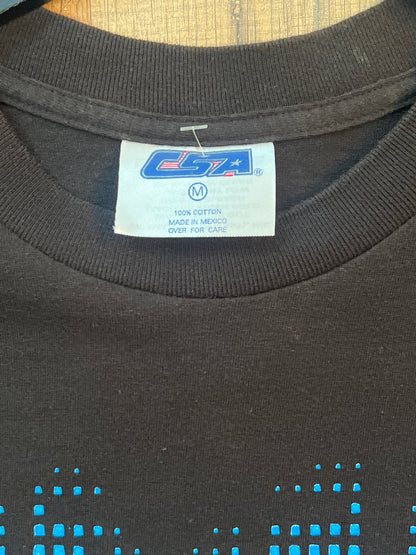 CSA ®
M
100% COTTON
MADE IN MEXICO
OVER FOR CARE